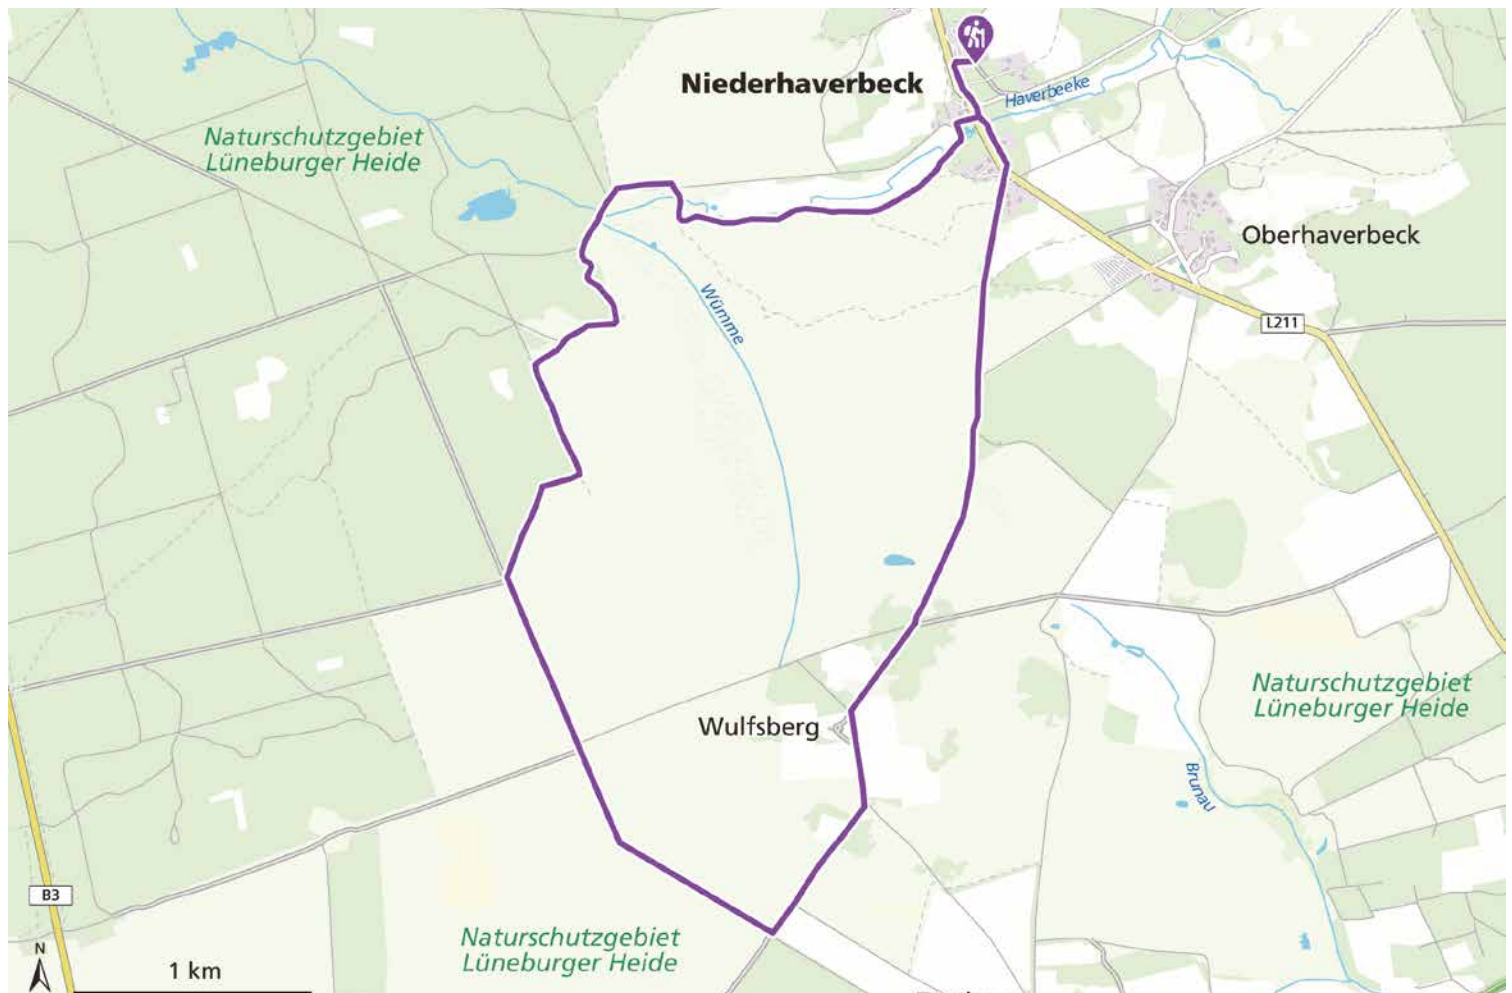 Niederhaverbeck
Haverbeeke
Naturschutzgebiet
Lüneburger Heide
Oberhaverbeck
Wümme
L211
Naturschutzgebiet
Lüneburger Heide
Wulfsberg
Brunau
B3
Naturschutzgebiet
Lüneburger Heide
N
1 km